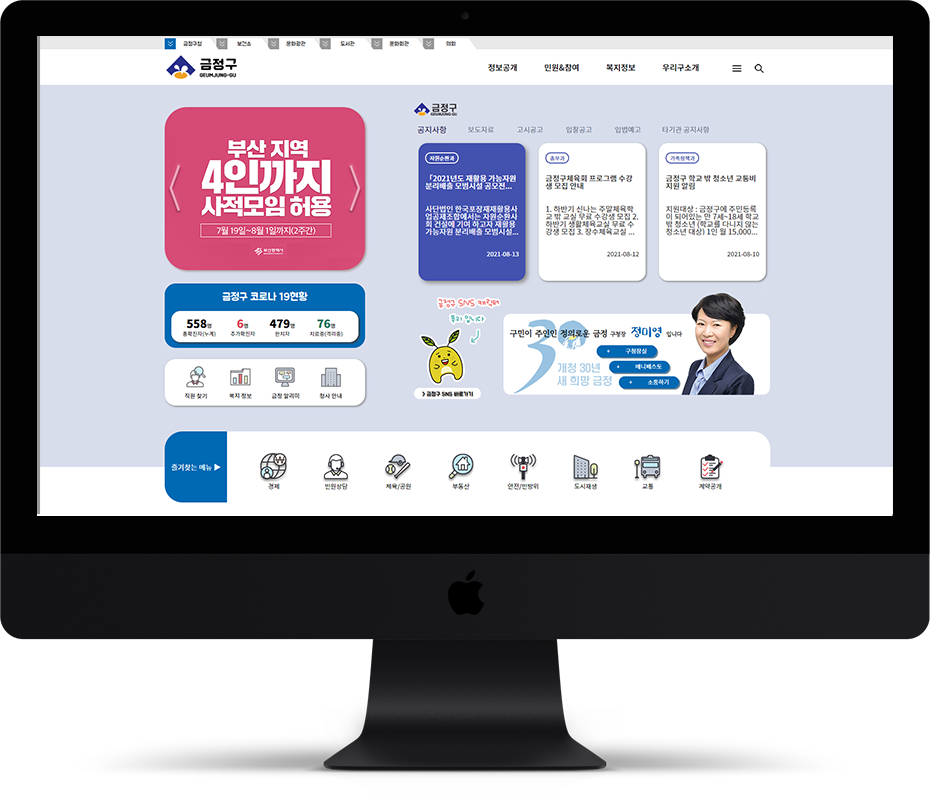 금정구청
보건소
문화관광
도서관
문화회관
의회
금정구
GEUMJUNG-GU
정보공개
민원&참여
복지정보
우리구소개
부산 지역
4인까지
사적모임 허용
7월 19일~8월 1일까지(2주간)
부산광역시
금정구 코로나 19현황
558명
6명
479명
76명
총확진자(누계)
추가확진자
완치자
치료중(격리중)
직원 찾기
복지 정보
금정 알리미
청사 안내
금정구
GEUMJUNG-GU
공지사항
보도자료
고시공고
입찰공고
입법예고
타기관 공지사항
자원순환과
「2021년도 재활용 가능자원
분리배출 모범시설 공모전...
사단법인 한국포장재재활용사
업공제조합에서는 자원순환사
회 건설에 기여 하고자 재활용
가능자원 분리배출 모범시설...
2021-08-13
총무과
금정구체육회 프로그램 수강
생 모집 안내
1. 하반기 신나는 주말체육학
교 밖 교실 무료 수강생 모집 2.
하반기 생활체육교실 무료 수
강생 모집 3. 장수체육교실 ...
2021-08-12
가족정책과
금정구 학교 밖 청소년 교통비
지원 알림
지원대상 : 금정구에 주민등록
이 되어있는 만 7세~18세 학교
밖 청소년 (학교를 다니지 않는
청소년 대상) 1인 월 15,000...
2021-08-10
금정구 SNS 캐릭터
> 금정구 SNS 바로가기
구민이 주인인 정의로운 금정 구청장 정미영 입니다
30
개청 30년
새 희망 금정
+ 구청장실
+ 매니페스토
+ 소통하기
즐겨찾는 메뉴 ▶
경제
민원상담
체육/공원
부동산
안전/민방위
도시재생
교통
계약공개